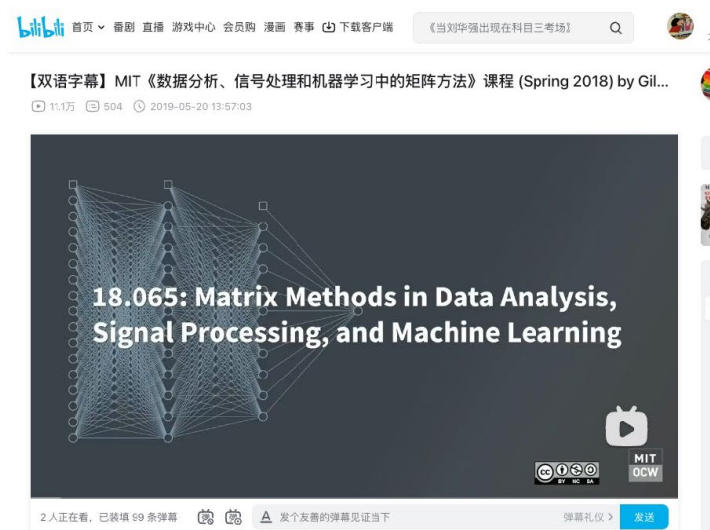 bilibili 首页 番剧 直播 游戏中心 会员购 漫画 赛事 下载客户端 《当刘华强出现在科目三考场》
【双语字幕】MIT《数据分析、信号处理和机器学习中的矩阵方法》课程 (Spring 2018) by Gil...
11.1万 504 2019-05-20 13:57:03
18.065: Matrix Methods in Data Analysis,
Signal Processing, and Machine Learning
MIT
OCW
cc BY NC SA
2 人正在看, 已装填 99 条弹幕 A 发个友善的弹幕见证当下 弹幕礼仪 > 发送